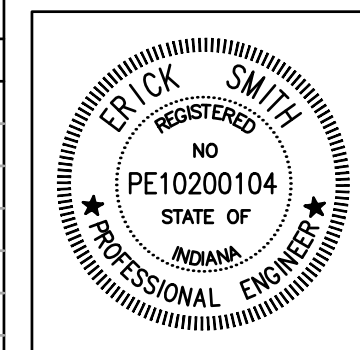 ERICK SMITH
REGISTERED
NO
PE10200104
STATE OF
INDIANA
★ PROFESSIONAL ENGINEER ★